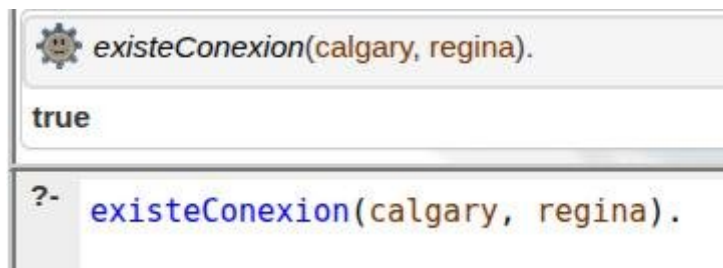 existeConexion(calgary, regina).
true
?- existeConexion(calgary, regina).